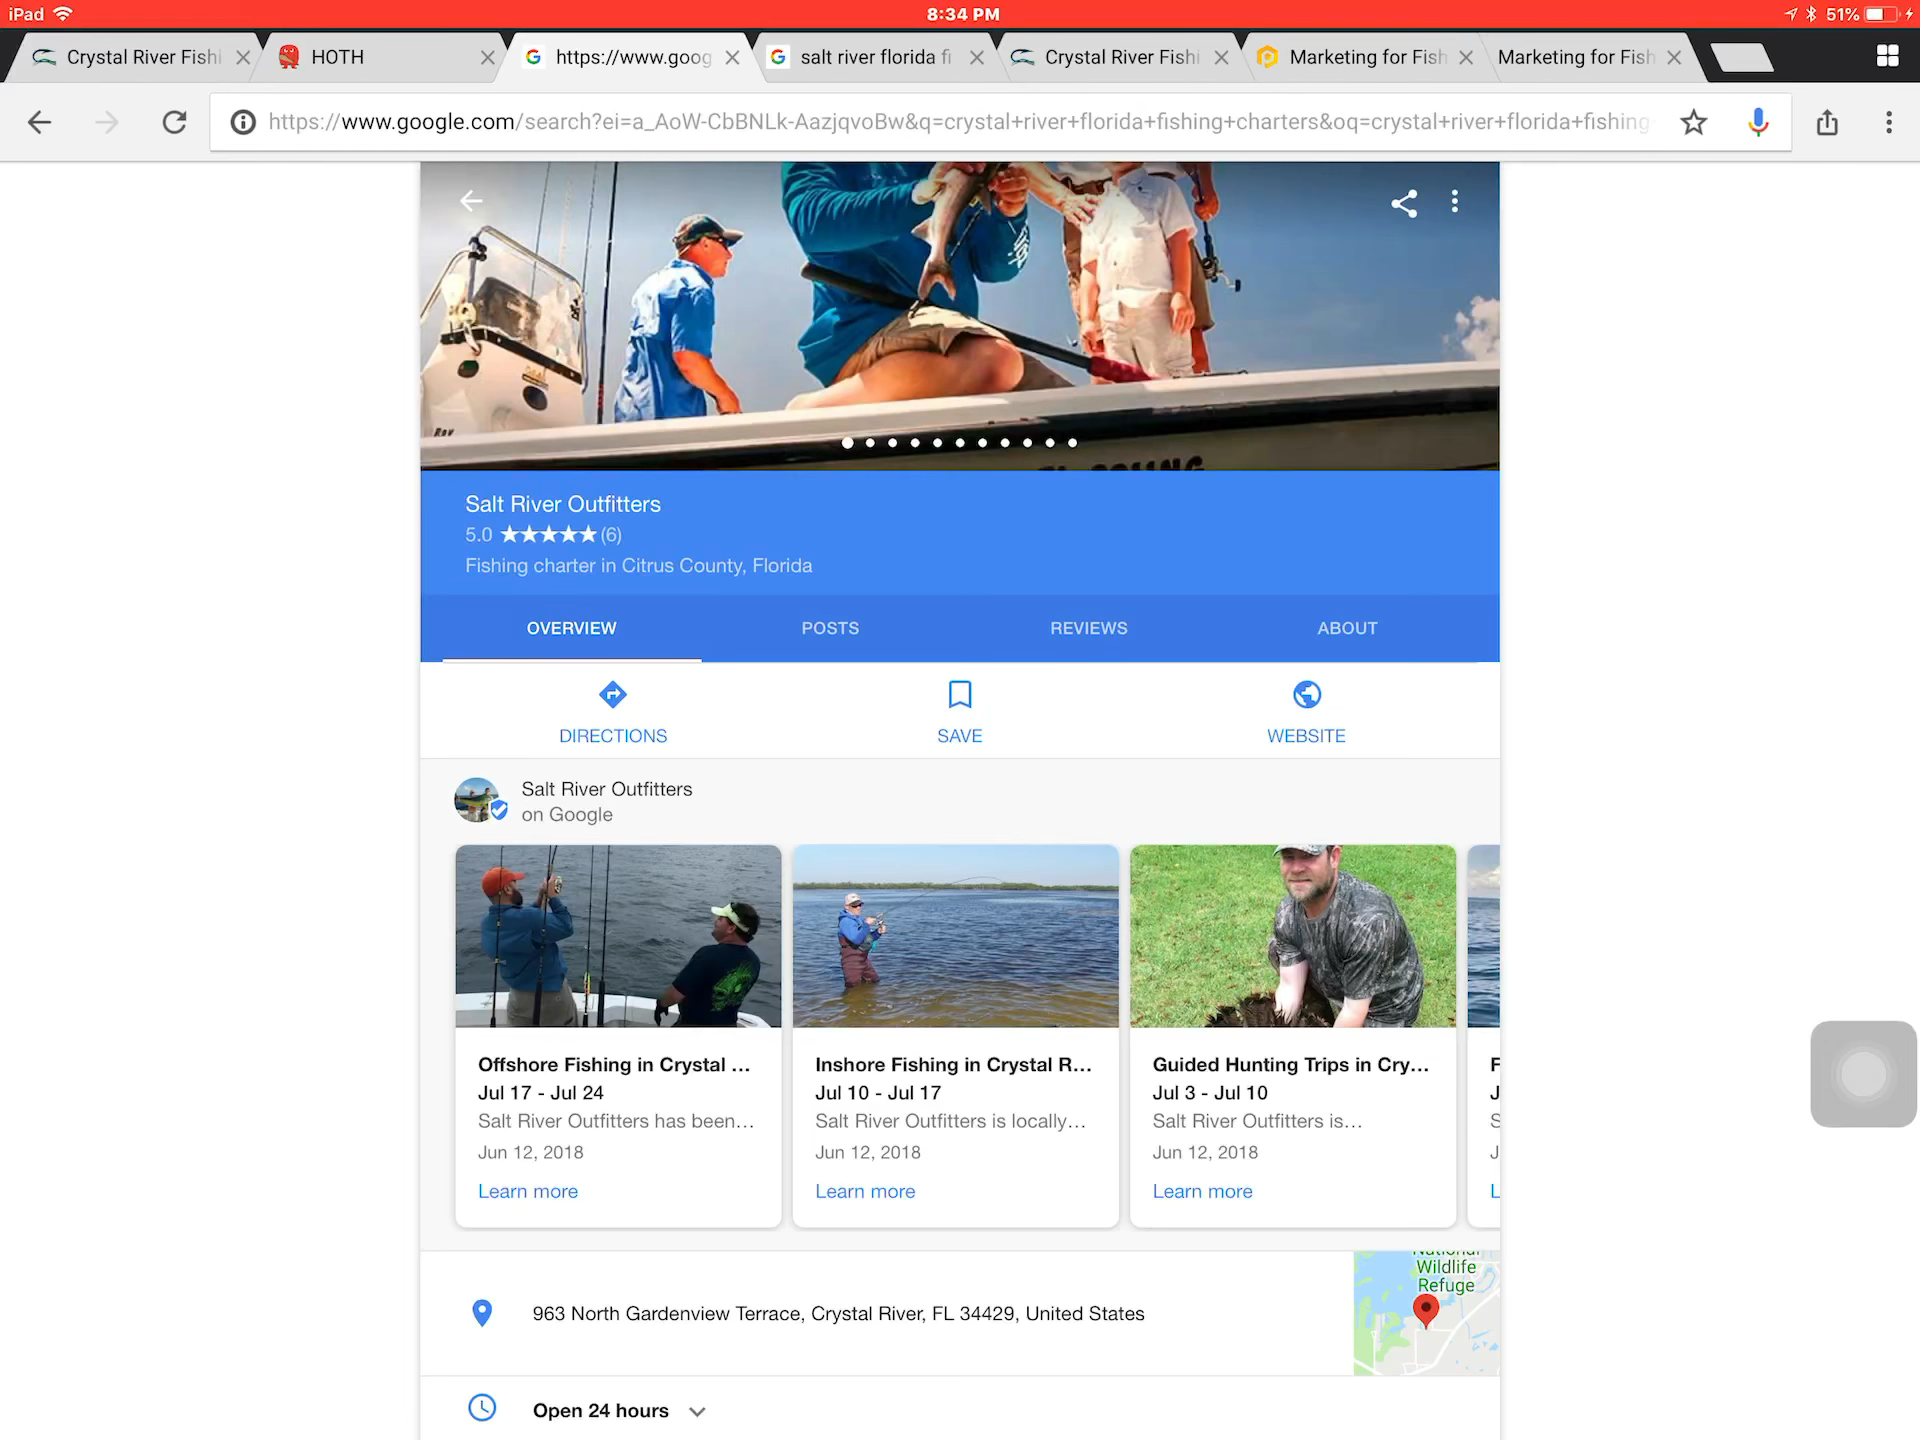 iPad
8:34 PM
51%
Crystal River Fishi
HOTH
https://www.goog
salt river florida fi
Crystal River Fishi
Marketing for Fish
Marketing for Fish
https://www.google.com/search?ei=a_AoW-CbBNLk-AazjqvoBw&q=crystal+river+florida+fishing+charters&oq=crystal+river+florida+fishing
Salt River Outfitters
5.0 ★★★★★ (6)
Fishing charter in Citrus County, Florida
OVERVIEW
POSTS
REVIEWS
ABOUT
DIRECTIONS
SAVE
WEBSITE
Salt River Outfitters
on Google
Offshore Fishing in Crystal ...
Jul 17 - Jul 24
Salt River Outfitters has been...
Jun 12, 2018
Learn more
Inshore Fishing in Crystal R...
Jul 10 - Jul 17
Salt River Outfitters is locally...
Jun 12, 2018
Learn more
Guided Hunting Trips in Cry...
Jul 3 - Jul 10
Salt River Outfitters is...
Jun 12, 2018
Learn more
National
Wildlife
Refuge
963 North Gardenview Terrace, Crystal River, FL 34429, United States
Open 24 hours